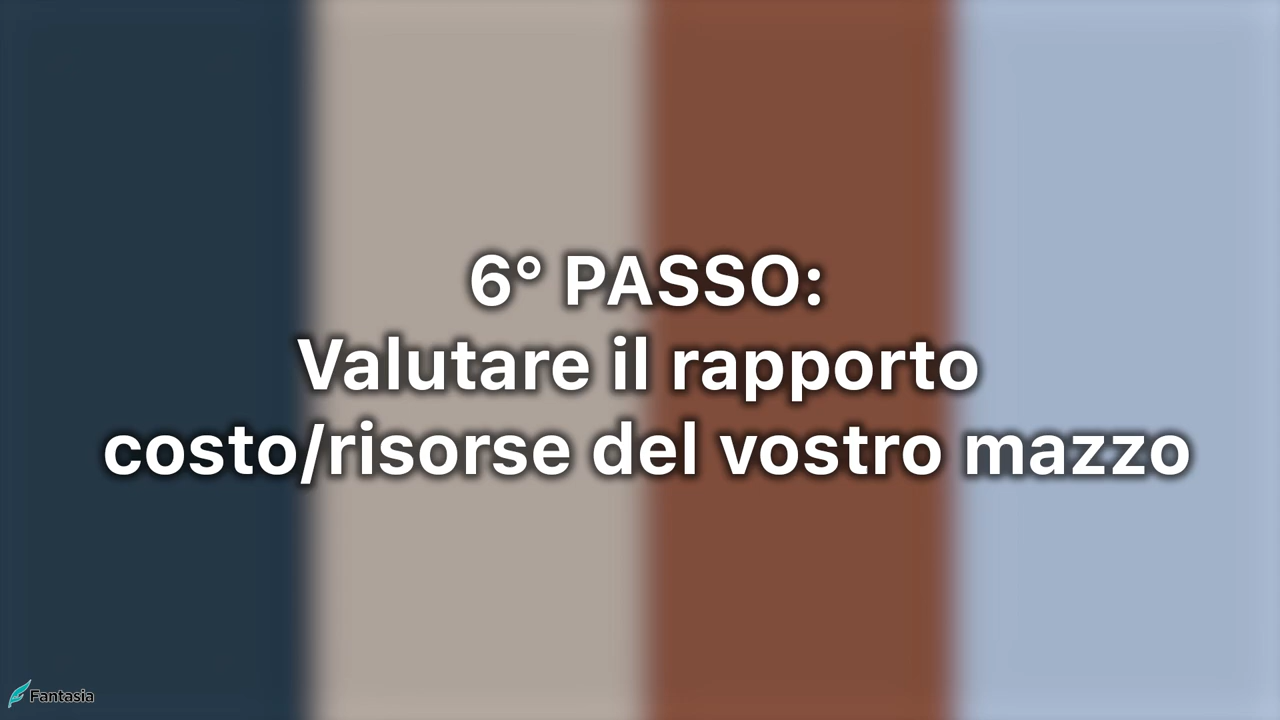 6° PASSO:
Valutare il rapporto
costo/risorse del vostro mazzo
Fantasia